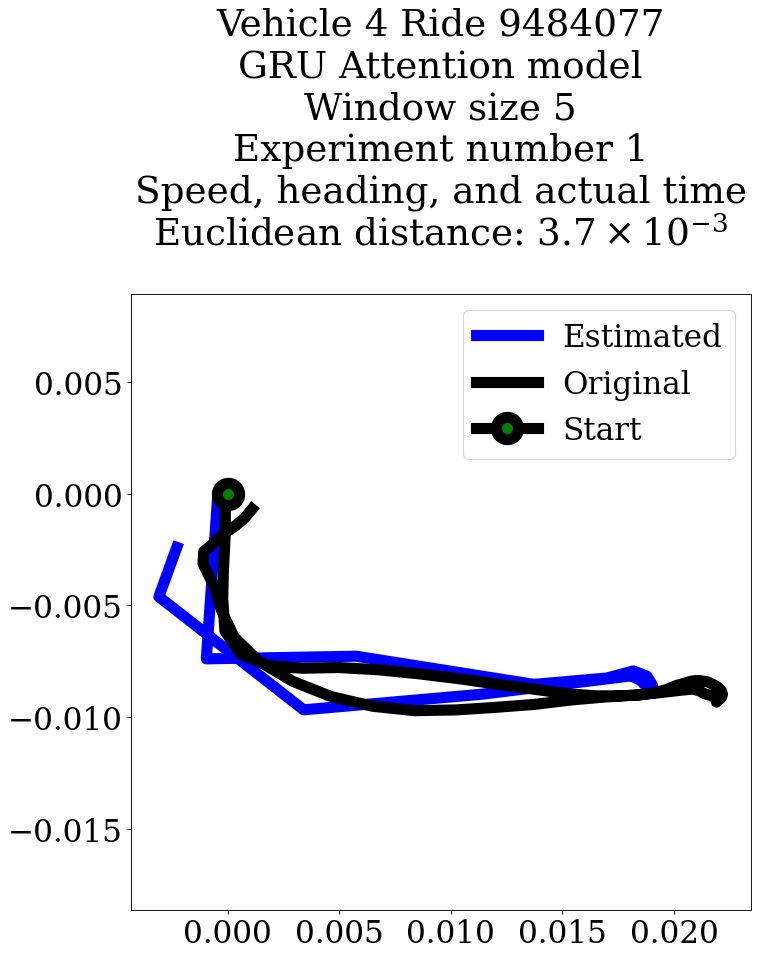 Vehicle 4 Ride 9484077
GRU Attention model
Window size 5
Experiment number 1
Speed, heading, and actual time
Euclidean distance: 3.7 × 10⁻³
Estimated
Original
Start
0.005
0.000
−0.005
−0.010
−0.015
0.000 0.005 0.010 0.015 0.020